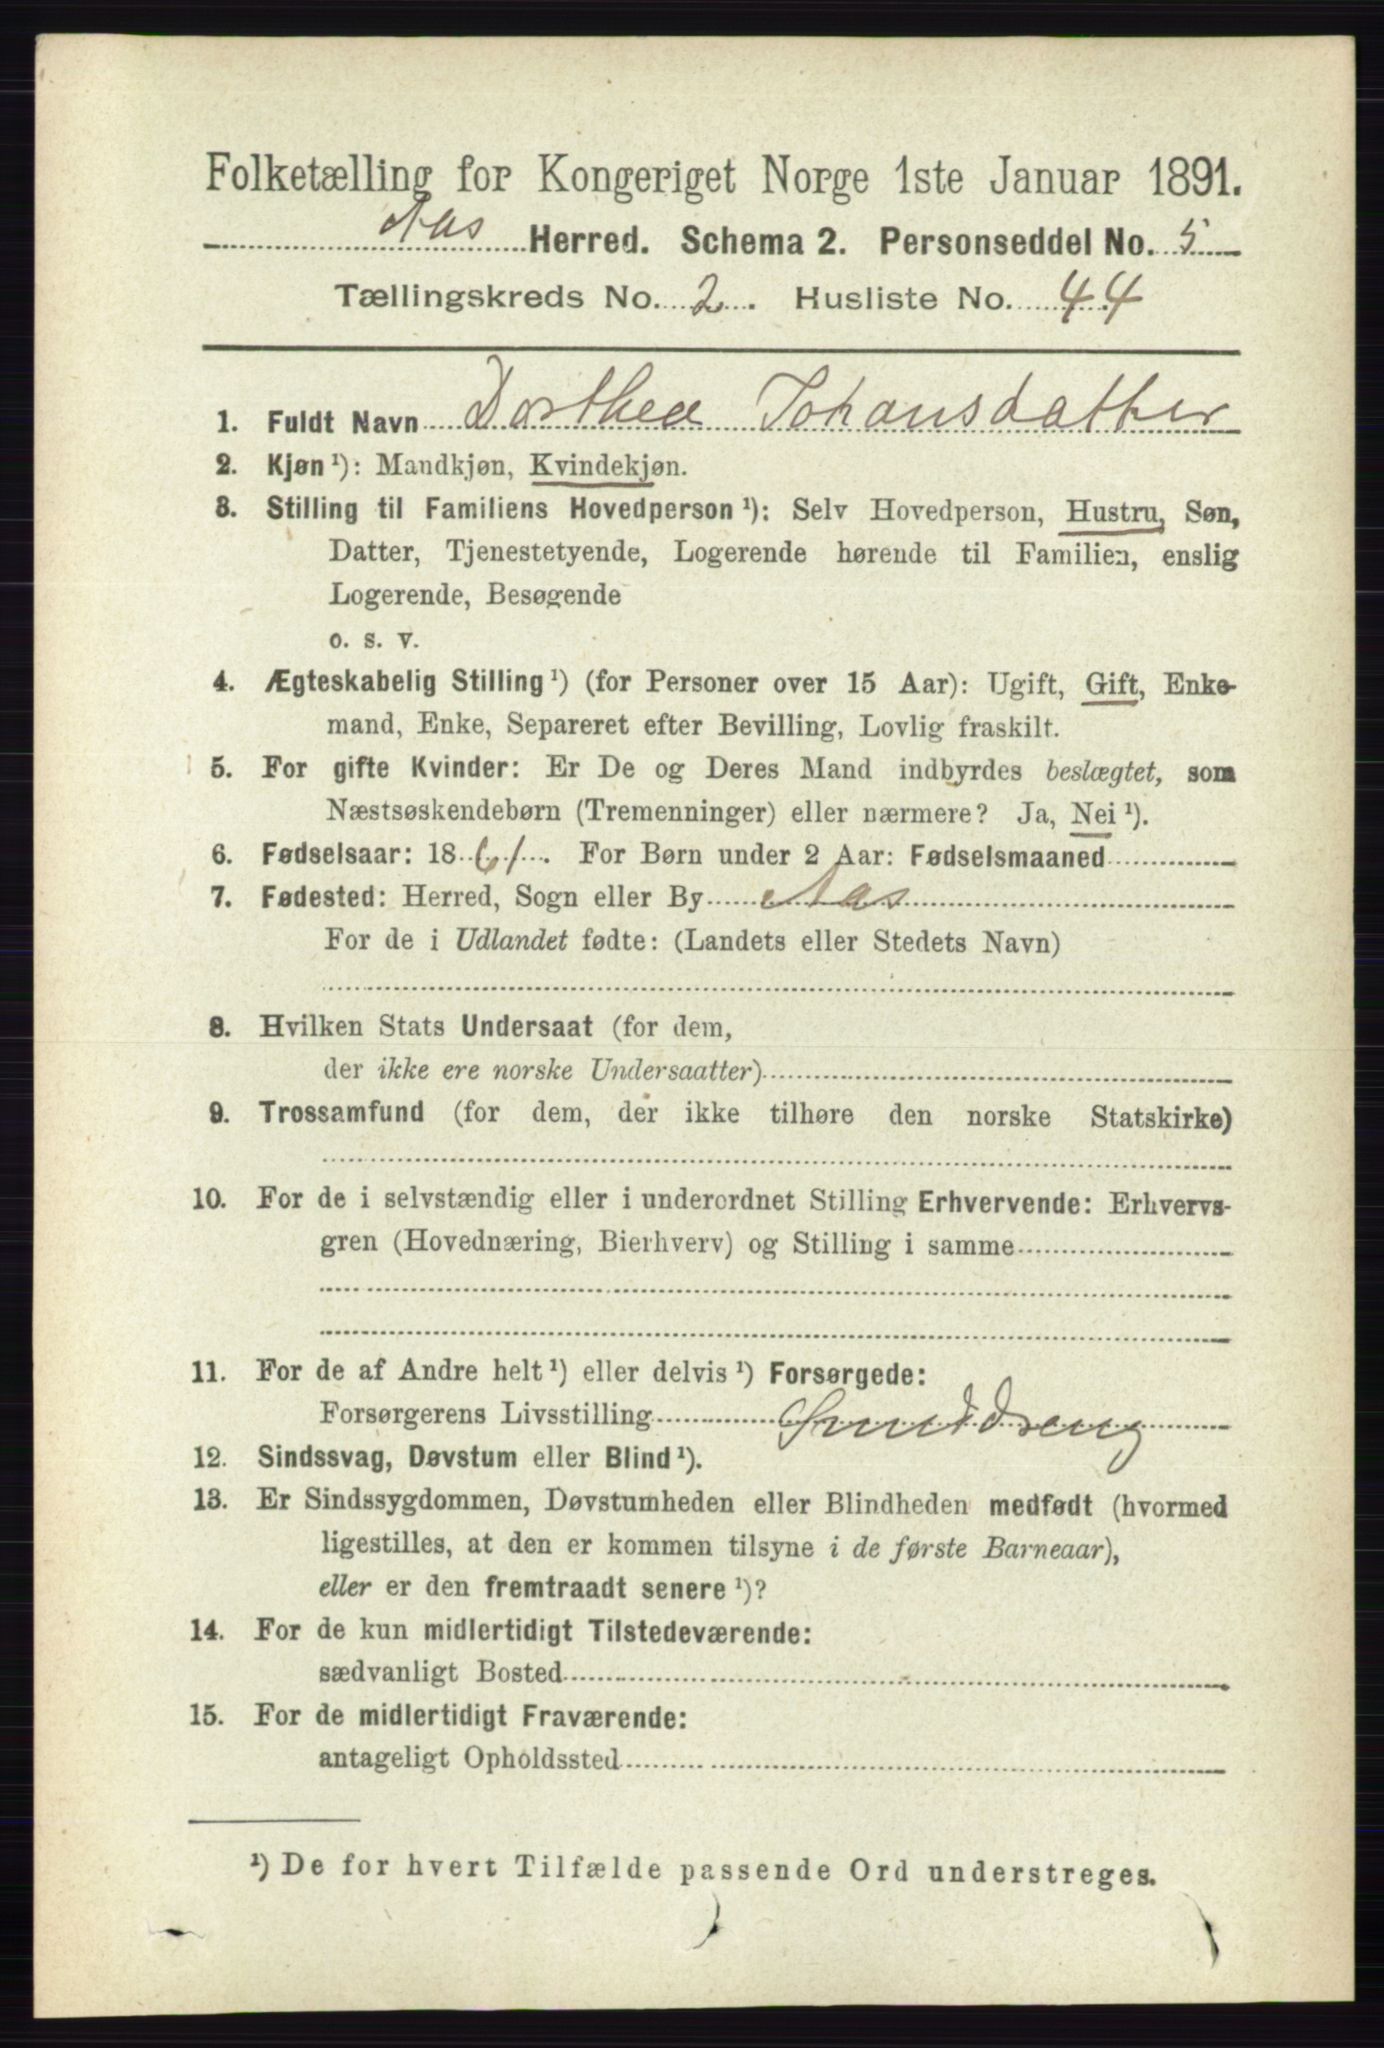 Folketælling for Kongeriget Norge 1ste Januar 1891.
Aas Herred. Schema 2. Personseddel No. 5
Tællingskreds No. 2. Husliste No. 44
1. Fuldt Navn Dorthea Johansdatter
2. Kjøn ¹): Mandkjøn, Kvindekjøn.
3. Stilling til Familiens Hovedperson ¹): Selv Hovedperson, Hustru, Søn,
Datter, Tjenestetyende, Logerende hørende til Familien, enslig
Logerende, Besøgende
o. s. v.
4. Ægteskabelig Stilling ¹) (for Personer over 15 Aar): Ugift, Gift, Enke-
mand, Enke, Separeret efter Bevilling, Lovlig fraskilt.
5. For gifte Kvinder: Er De og Deres Mand indbyrdes beslægtet, som
Næstsøskendebørn (Tremenninger) eller nærmere? Ja, Nei ¹).
6. Fødselsaar: 1861. For Børn under 2 Aar: Fødselsmaaned
7. Fødested: Herred, Sogn eller By Aas
For de i Udlandet fødte: (Landets eller Stedets Navn)
8. Hvilken Stats Undersaat (for dem,
der ikke ere norske Undersaatter)
9. Trossamfund (for dem, der ikke tilhøre den norske Statskirke)
10. For de i selvstændig eller i underordnet Stilling Erhvervende: Erhvervs-
gren (Hovednæring, Bierhverv) og Stilling i samme
11. For de af Andre helt ¹) eller delvis ¹) Forsørgede:
Forsørgerens Livsstilling
12. Sindssvag, Døvstum eller Blind ¹).
13. Er Sindssygdommen, Døvstumheden eller Blindheden medfødt (hvormed
ligestilles, at den er kommen tilsyne i de første Barneaar),
eller er den fremtraadt senere ¹)?
14. For de kun midlertidigt Tilstedeværende:
sædvanligt Bosted
15. For de midlertidigt Fraværende:
antageligt Opholdssted
¹) De for hvert Tilfælde passende Ord understreges.